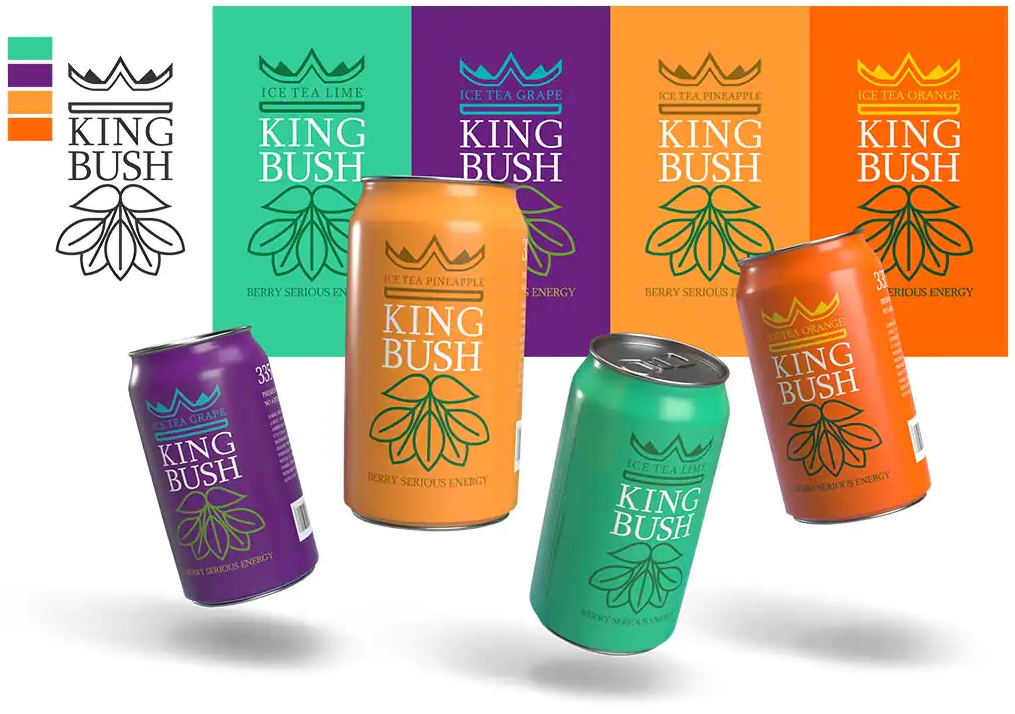 KING
BUSH
ICE TEA LIME
KING
BUSH
BERRY SERIOUS EN
ICE TEA GRAPE
KING
BUSH
ENERGY
ICE TEA PINEAPPLE
KING
BUSH
BERRY SERIOUS E
ICE TEA ORANGE
KING
BUSH
SERIOUS ENERGY
ICE TEA GRAPE
KING
BUSH
BERRY SERIOUS ENERGY
335
ICE TEA PINEAPPLE
KING
BUSH
BERRY SERIOUS ENERGY
ICE TEA LIME
KING
BUSH
BERRY SERIOUS ENERGY
ICE TEA ORANGE
KING
BUSH
BERRY SERIOUS ENERGY